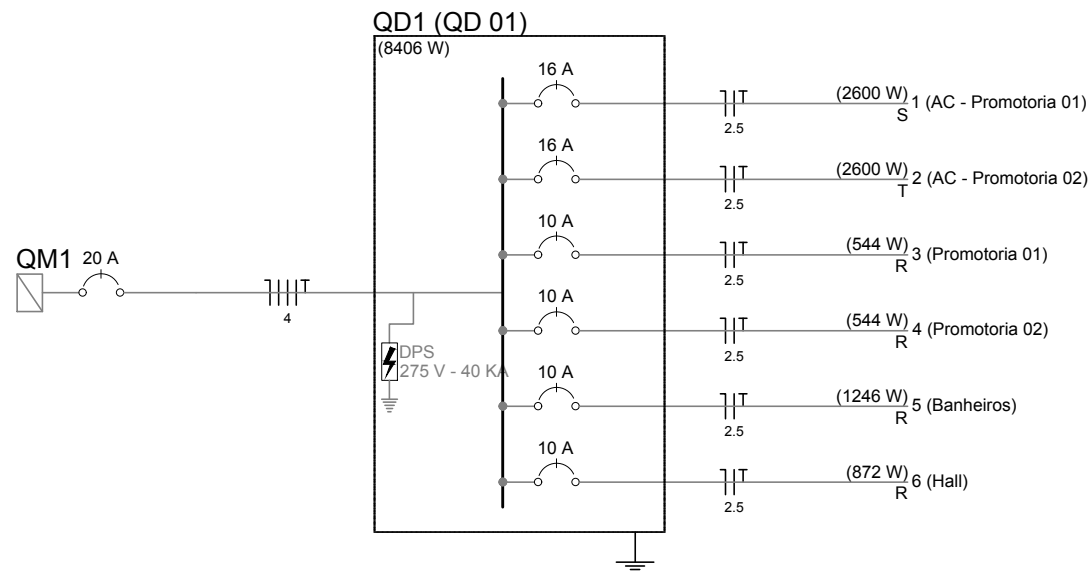 QD1 (QD 01)
(8406 W)
16 A
(2600 W)
1 (AC - Promotoria 01)
S
2.5
16 A
(2600 W)
2 (AC - Promotoria 02)
T
2.5
10 A
(544 W)
3 (Promotoria 01)
R
2.5
QM1
20 A
4
10 A
(544 W)
4 (Promotoria 02)
R
2.5
DPS
275 V - 40 KA
10 A
(1246 W)
5 (Banheiros)
R
2.5
10 A
(872 W)
6 (Hall)
R
2.5